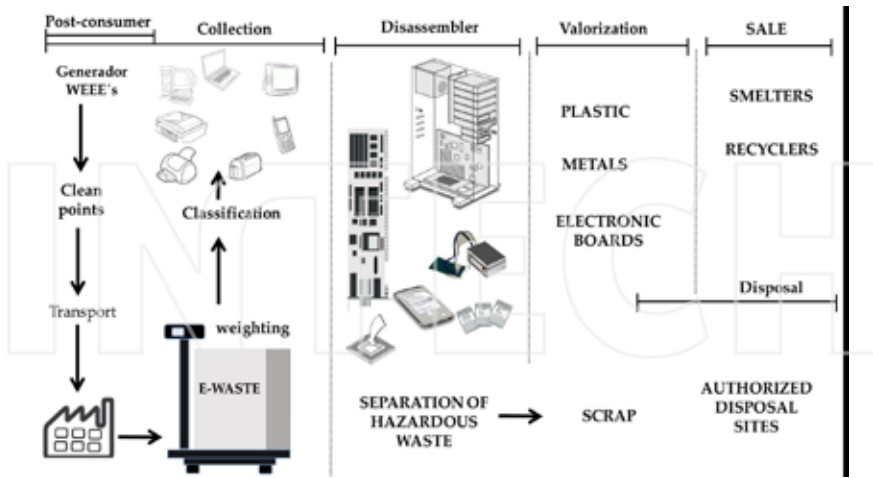 Post-consumer
Collection
Disassembler
Valorization
SALE
Generador
WEEE´s
Clean
points
Transport
Classification
weighting
E-WASTE
SEPARATION OF
HAZARDOUS
WASTE
PLASTIC
METALS
ELECTRONIC
BOARDS
SCRAP
SMELTERS
RECYCLERS
Disposal
AUTHORIZED
DISPOSAL
SITES
INTECH